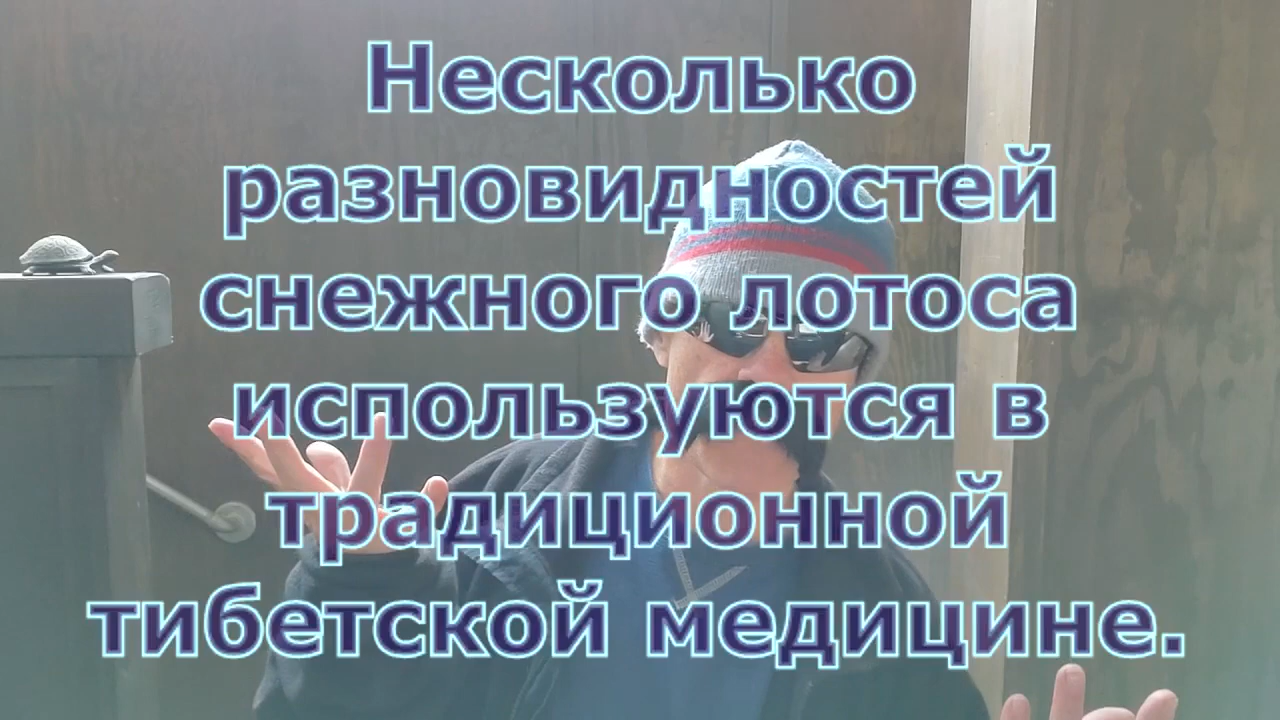 Несколько
разновидностей
снежного лотоса
используются в
традиционной
тибетской медицине.